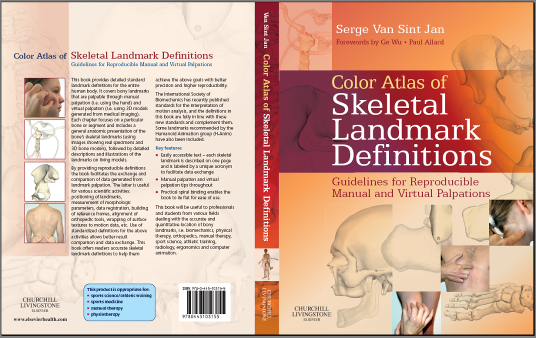 Color Atlas of Skeletal Landmark Definitions
Guidelines for Reproducible Manual and Virtual Palpations
This book provides detailed standard
landmark definitions for the entire
human body. It covers bony landmarks
that are palpable through manual
palpation (i.e. using the hand) and
virtual palpation (i.e. using 3D models
generated from medical imaging).
Each chapter focuses on a particular
bone or segment and includes a
general anatomic presentation of the
bone's skeletal landmarks (using
images showing real specimens and
3D bone models), followed by detailed
descriptions and illustrations of the
landmarks on living models.
By providing reproducible definitions
the book facilitates the exchange and
comparison of data generated from
landmark palpation. The latter is useful
for various scientific activities:
positioning of landmarks,
measurement of morphologic
parameters, data registration, building
of reference frames, alignment of
orthopedic tools, wrapping of surface
textures to motion data, etc. Use of
standardized definitions for the above
activities allows better result
comparison and data exchange. This
book offers readers accurate skeletal
landmark definitions to help them
achieve the above goals with better
precision and higher reproducibility.
The International Society of
Biomechanics has recently published
standards for the interpretation of joint
motion analysis, and the definitions in
this book are fully in line with these
new standards and complement them.
Some landmarks recommended by the
Humanoid Animation group (H-Anim)
have also been included.
Key features
• Easily accessible text – each skeletal
landmark is described on one page
and is labeled by a unique acronym
to facilitate data exchange
• Manual palpation and virtual
palpation tips throughout
• Practical spiral binding enables the
book to lie flat for ease of use.
This book will be useful to professionals
and students from various fields
dealing with the accurate and
quantitative location of bony
landmarks, i.e. biomechanics, physical
therapy, orthopedics, manual therapy,
sport science, athletic training,
radiology, ergonomics and computer
animation.
This product is appropriate for:
• sports science/athletic training
• sports medicine
• manual therapy
• physiotherapy
CHURCHILL
LIVINGSTONE
ELSEVIER
www.elsevierhealth.com
9780443103155
Van Sint Jan
Color Atlas of Skeletal Landmark Definitions
CHURCHILL
LIVINGSTONE
Serge Van Sint Jan
Forewords by Ge Wu • Paul Allard
Color Atlas of
Skeletal
Landmark
Definitions
Guidelines for Reproducible
Manual and Virtual Palpations
CHURCHILL
LIVINGSTONE
ELSEVIER